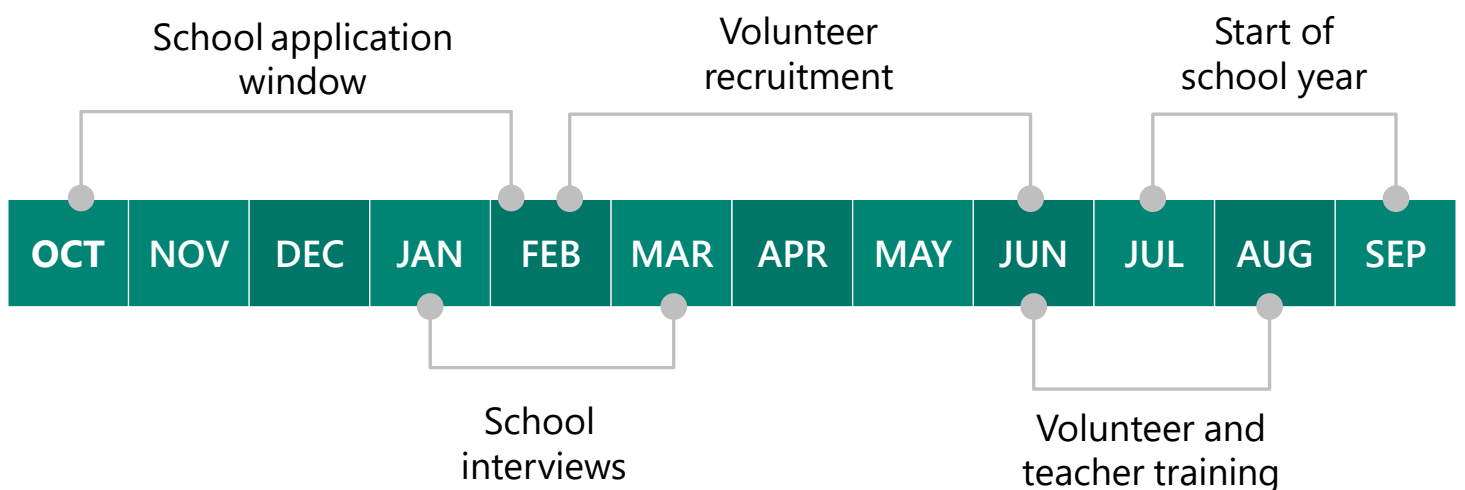 School application
window
Volunteer
recruitment
Start of
school year
OCT NOV DEC JAN FEB MAR APR MAY JUN JUL AUG SEP
School
interviews
Volunteer and
teacher training